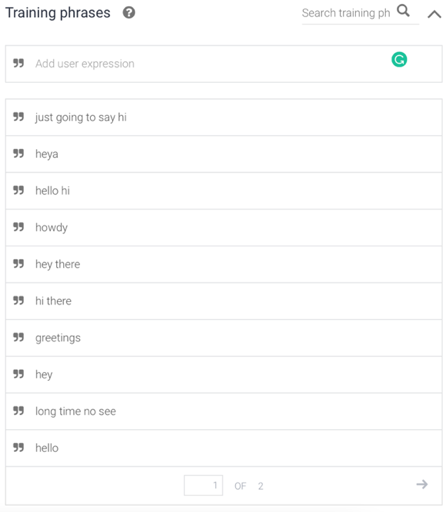 Training phrases
Search training ph
Add user expression
just going to say hi
heya
hello hi
howdy
hey there
hi there
greetings
hey
long time no see
hello
1 OF 2